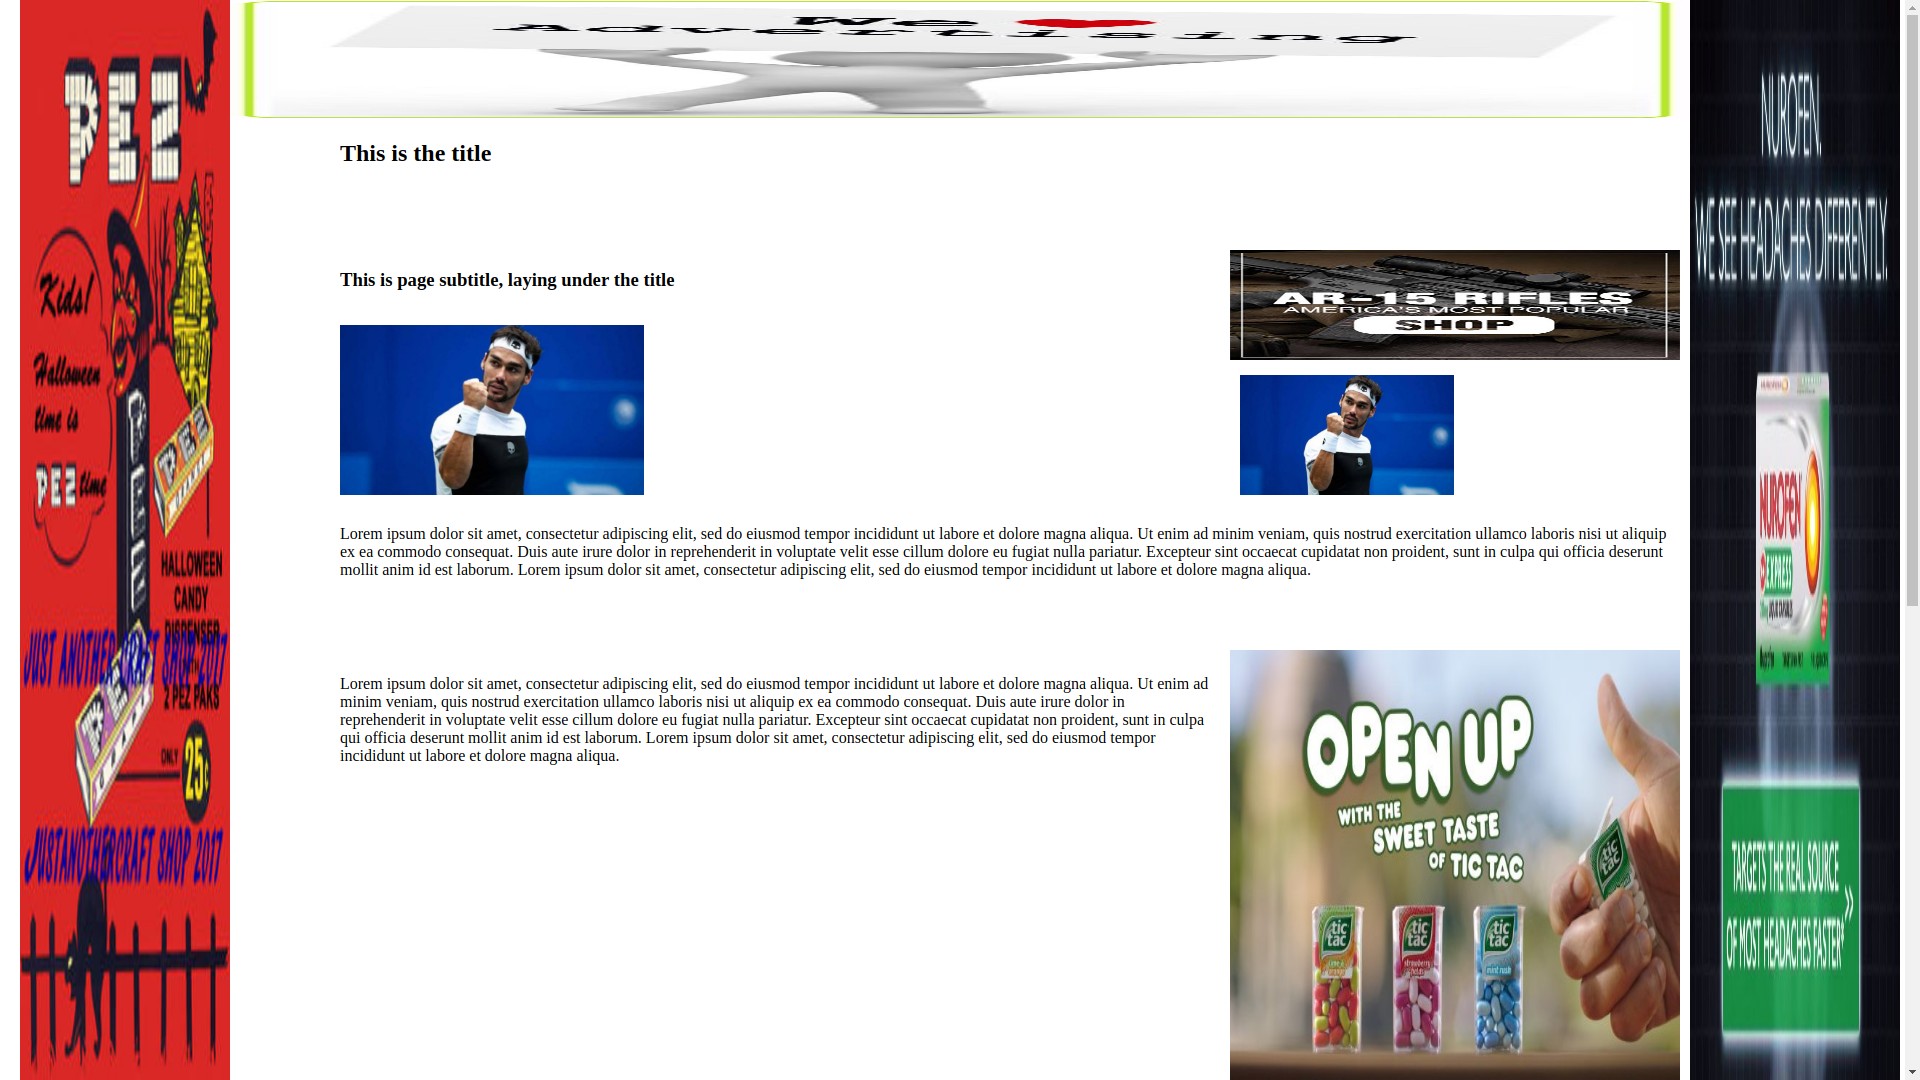 We
Advertising
This is the title
This is page subtitle, laying under the title
AR-15 RIFLES
AMERICA'S MOST POPULAR
SHOP
Lorem ipsum dolor sit amet, consectetur adipiscing elit, sed do eiusmod tempor incididunt ut labore et dolore magna aliqua. Ut enim ad minim veniam, quis nostrud exercitation ullamco laboris nisi ut aliquip
ex ea commodo consequat. Duis aute irure dolor in reprehenderit in voluptate velit esse cillum dolore eu fugiat nulla pariatur. Excepteur sint occaecat cupidatat non proident, sunt in culpa qui officia deserunt
mollit anim id est laborum. Lorem ipsum dolor sit amet, consectetur adipiscing elit, sed do eiusmod tempor incididunt ut labore et dolore magna aliqua.
Lorem ipsum dolor sit amet, consectetur adipiscing elit, sed do eiusmod tempor incididunt ut labore et dolore magna aliqua. Ut enim ad
minim veniam, quis nostrud exercitation ullamco laboris nisi ut aliquip ex ea commodo consequat. Duis aute irure dolor in
reprehenderit in voluptate velit esse cillum dolore eu fugiat nulla pariatur. Excepteur sint occaecat cupidatat non proident, sunt in culpa
qui officia deserunt mollit anim id est laborum. Lorem ipsum dolor sit amet, consectetur adipiscing elit, sed do eiusmod tempor
incididunt ut labore et dolore magna aliqua.
OPEN UP
WITH THE
SWEET TASTE
OF TIC TAC
tic tac
tic tac
tic tac
tic tac
PEZ
Kids!
Halloween
time is
PEZ time
HALLOWEEN
CANDY
DISPENSER
2 PEZ PAKS
ONLY
25c
JUST ANOTHER CRAFT SHOP 2017
JUSTANOTHERCRAFT SHOP 2017
NUROFEN.
WE SEE HEADACHES DIFFERENTLY.
NUROFEN
EXPRESS
TARGETS THE REAL SOURCE
OF MOST HEADACHES FASTER*